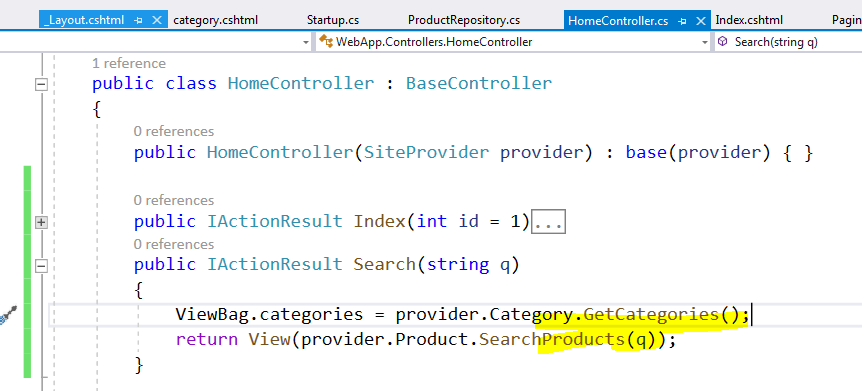 _Layout.cshtml category.cshtml Startup.cs ProductRepository.cs HomeController.cs Index.cshtml Pagin
WebApp.Controllers.HomeController Search(string q)
1 reference
public class HomeController : BaseController
{
0 references
public HomeController(SiteProvider provider) : base(provider) { }
0 references
public IActionResult Index(int id = 1)...
0 references
public IActionResult Search(string q)
{
ViewBag.categories = provider.Category.GetCategories();
return View(provider.Product.SearchProducts(q));
}